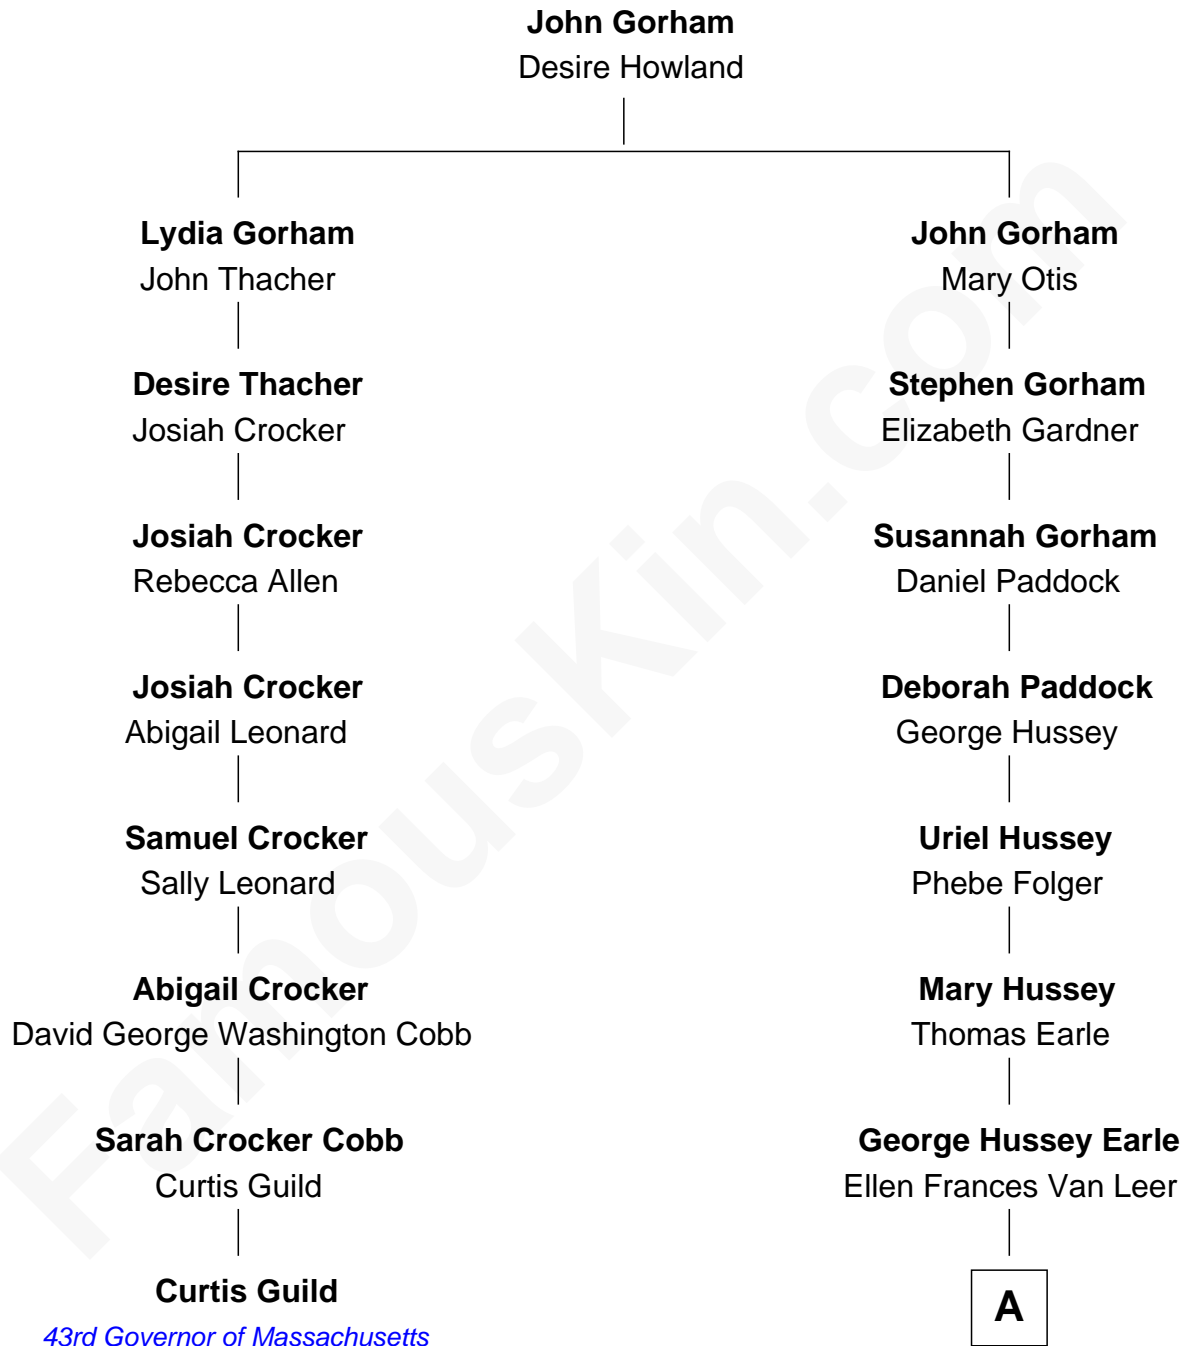 John Gorham
Desire Howland
Lydia Gorham
John Thacher
John Gorham
Mary Otis
Desire Thacher
Josiah Crocker
Stephen Gorham
Elizabeth Gardner
Josiah Crocker
Rebecca Allen
Susannah Gorham
Daniel Paddock
Josiah Crocker
Abigail Leonard
Deborah Paddock
George Hussey
Samuel Crocker
Sally Leonard
Uriel Hussey
Phebe Folger
Abigail Crocker
David George Washington Cobb
Mary Hussey
Thomas Earle
Sarah Crocker Cobb
Curtis Guild
George Hussey Earle
Ellen Frances Van Leer
Curtis Guild
43rd Governor of Massachusetts
A
FamousKin.com